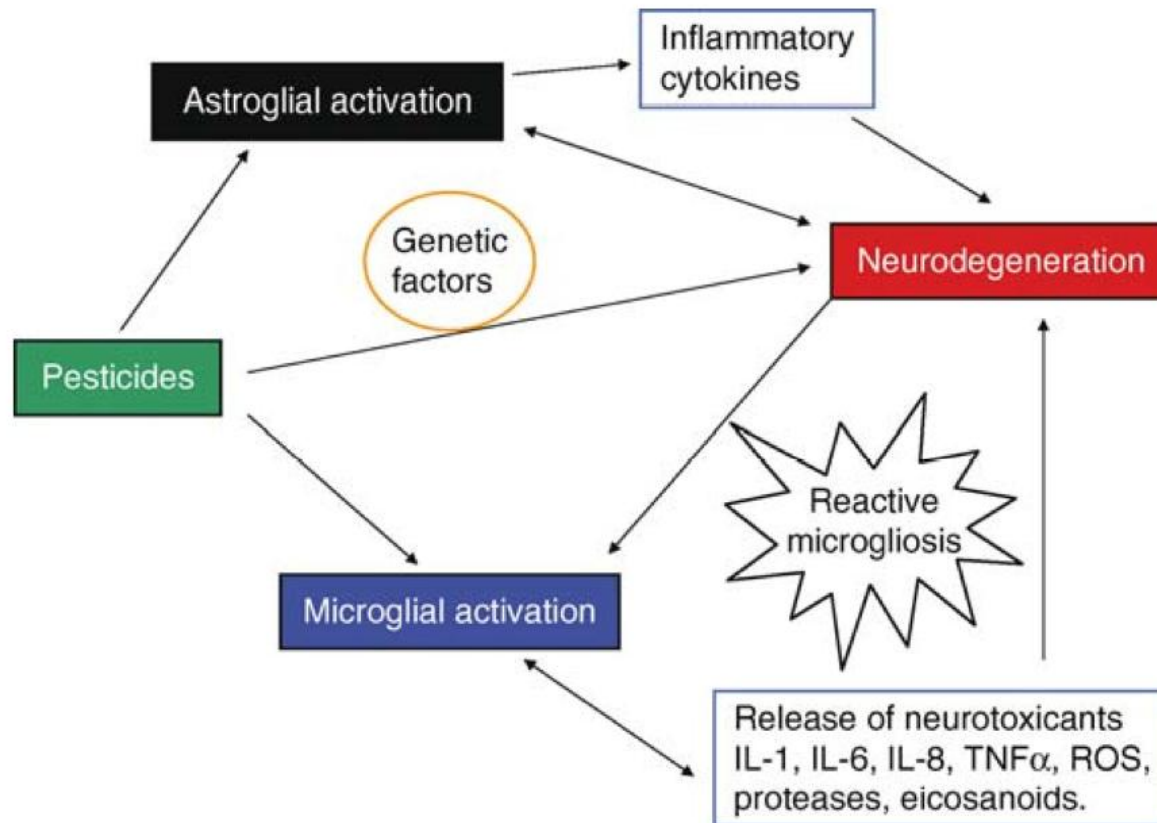 Inflammatory
cytokines
Astroglial activation
Genetic
factors
Neurodegeneration
Pesticides
Reactive
microgliosis
Microglial activation
Release of neurotoxicants
IL-1, IL-6, IL-8, TNFα, ROS,
proteases, eicosanoids.